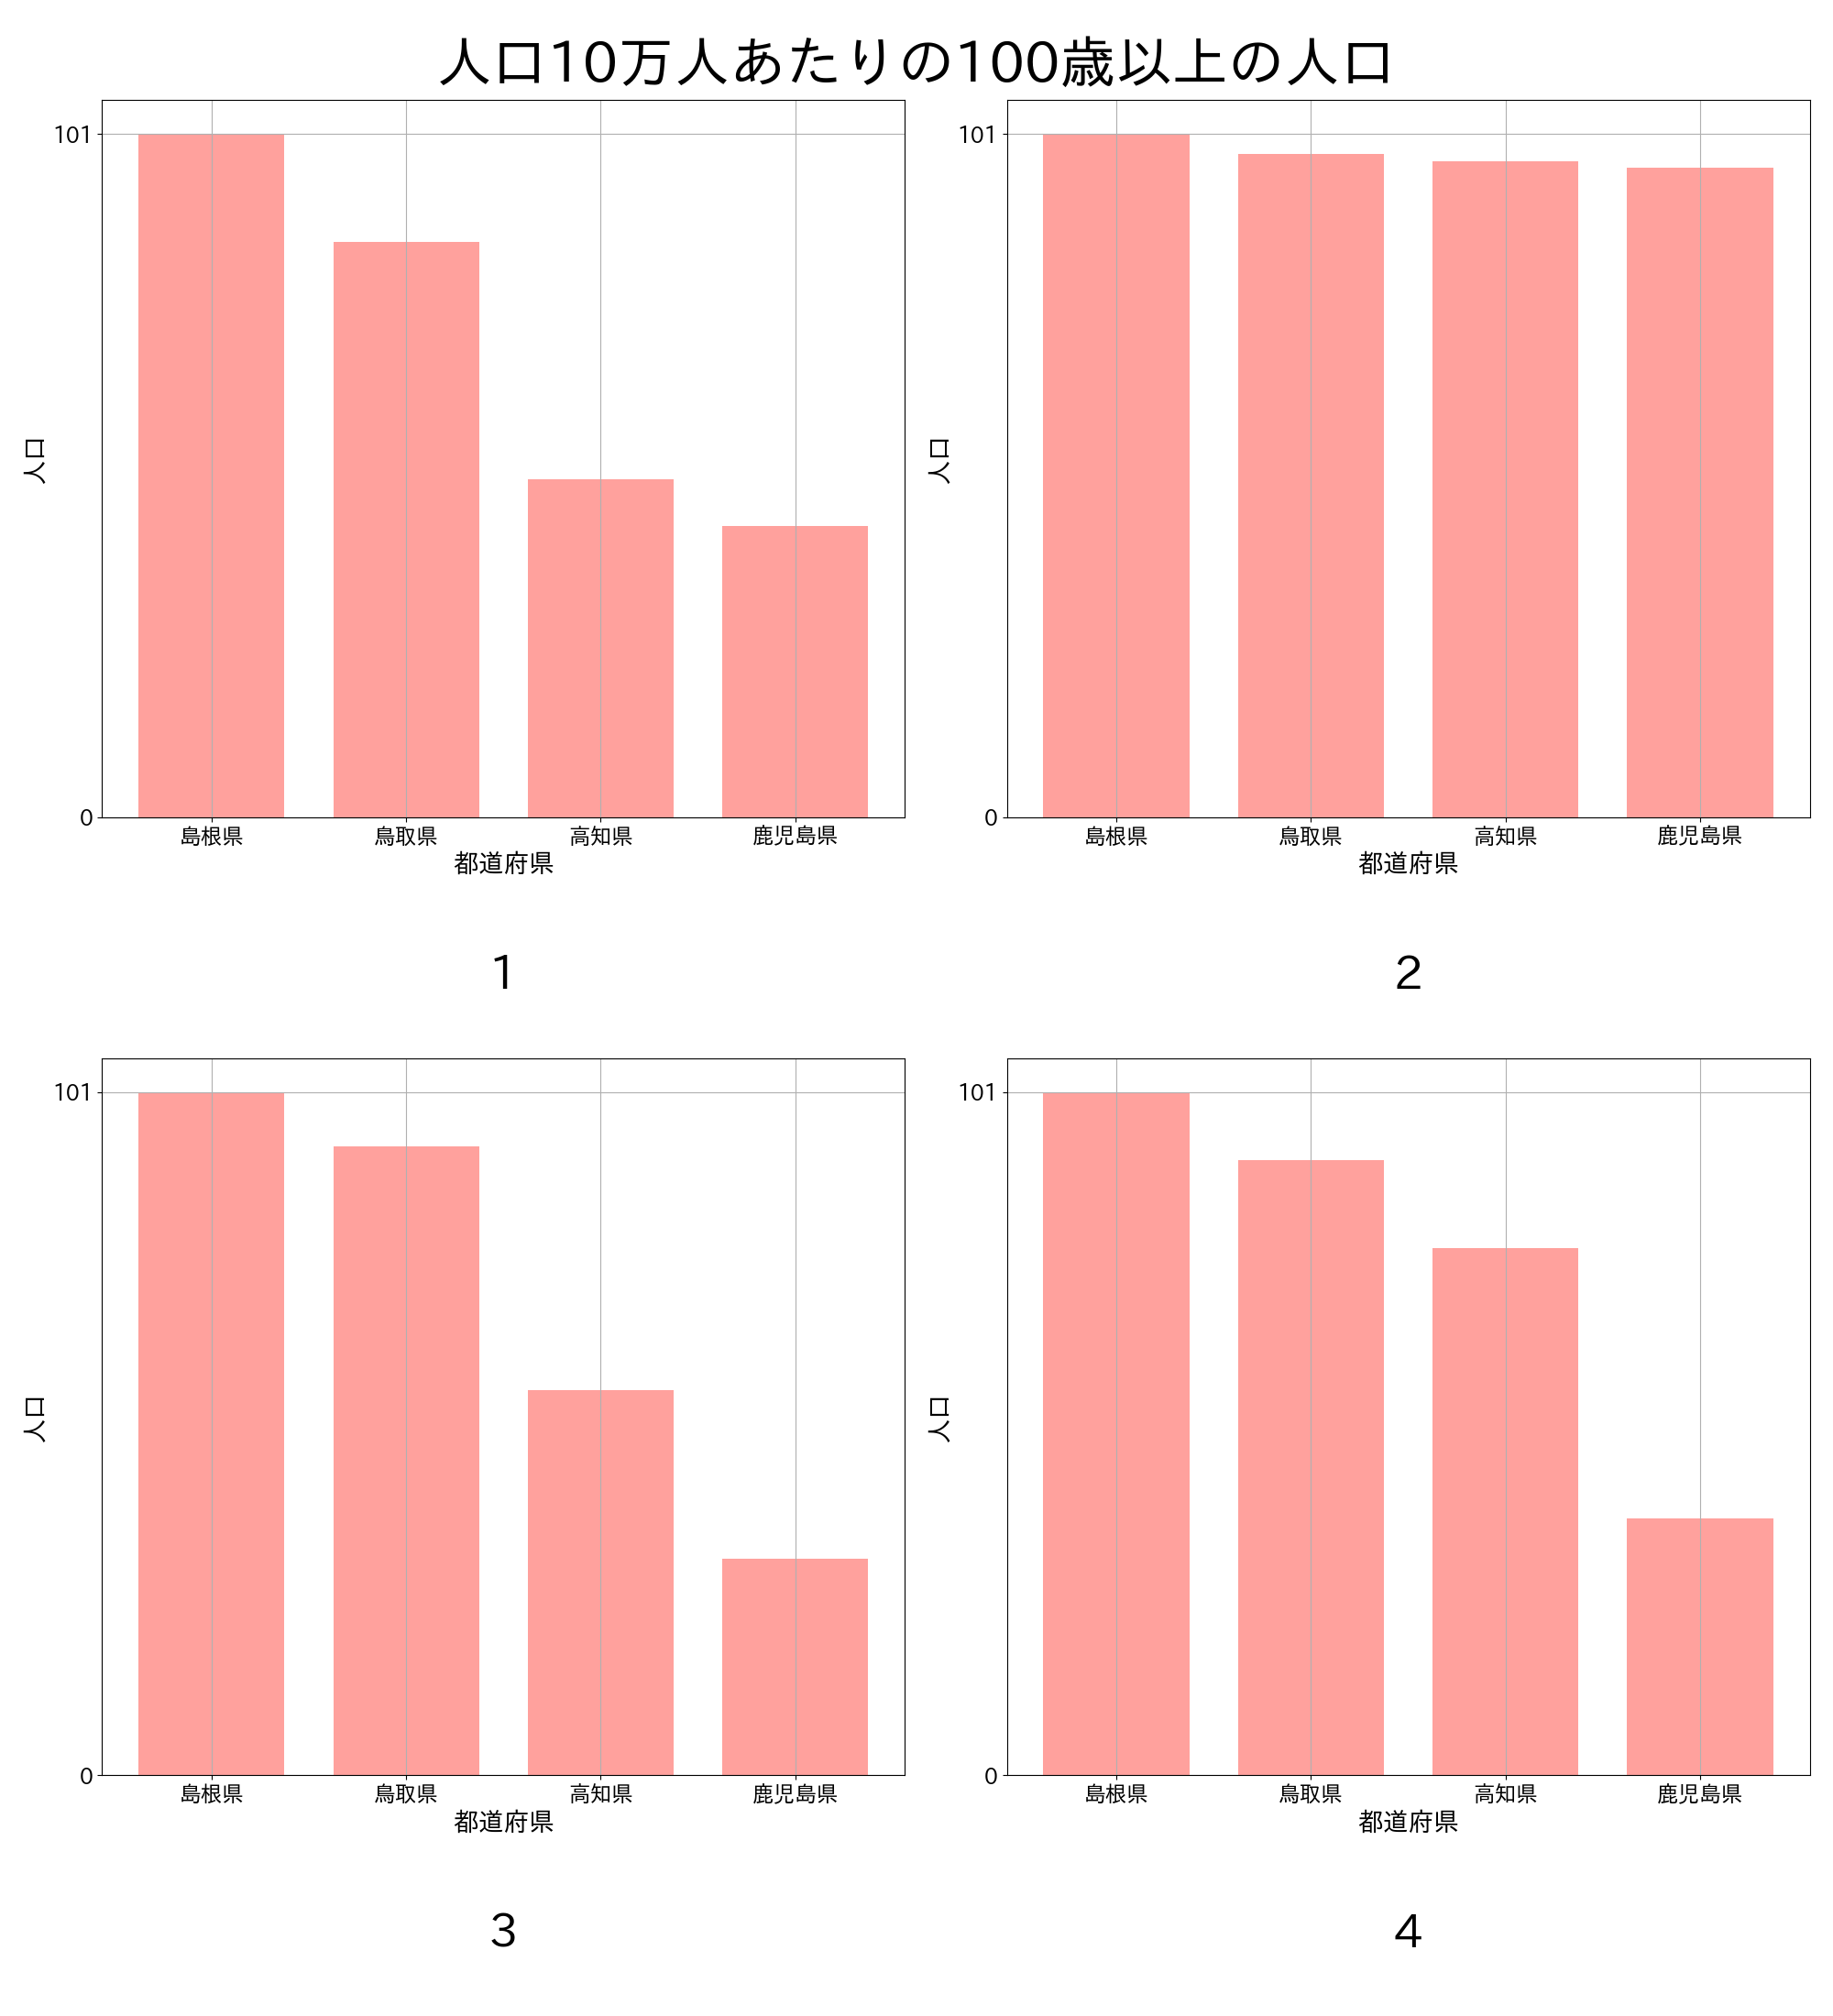 人口10万人あたりの100歳以上の人口
101
人口
0
島根県 鳥取県 高知県 鹿児島県
都道府県
1
101
人口
0
島根県 鳥取県 高知県 鹿児島県
都道府県
2
101
人口
0
島根県 鳥取県 高知県 鹿児島県
都道府県
3
101
人口
0
島根県 鳥取県 高知県 鹿児島県
都道府県
4